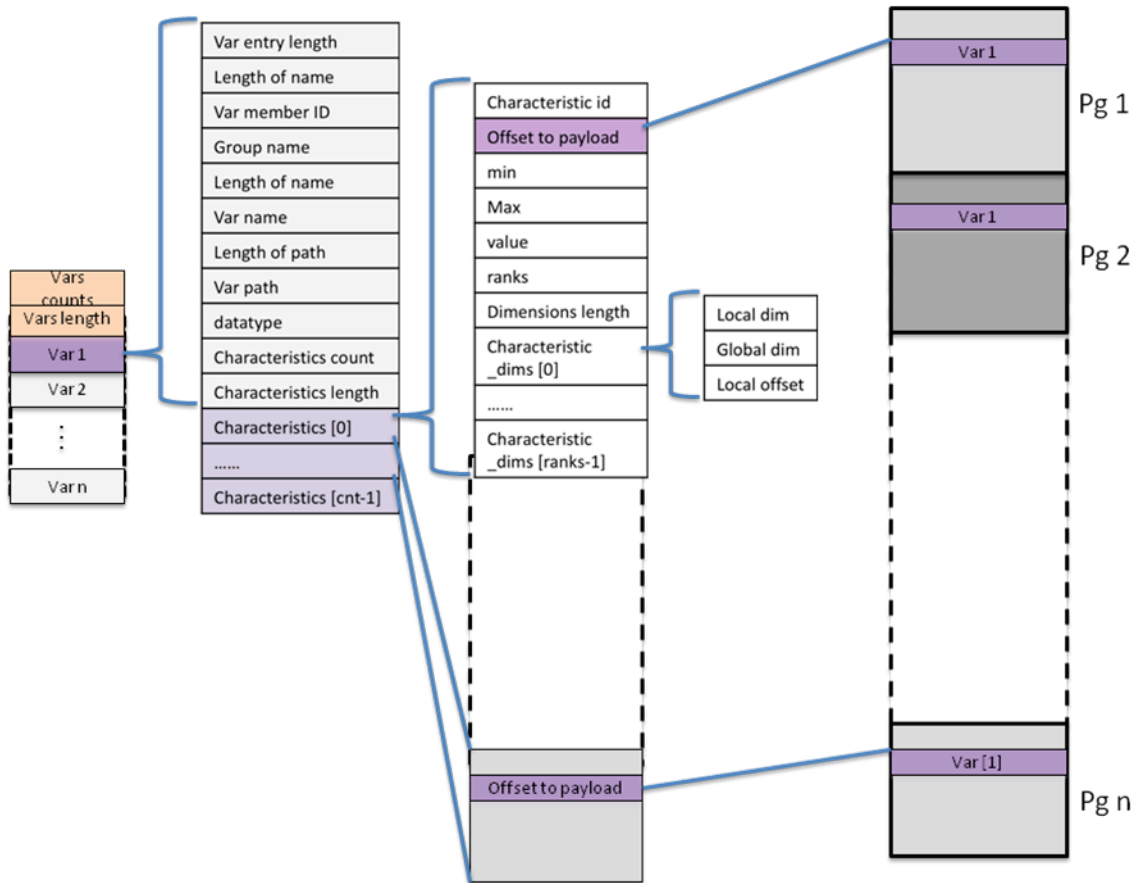 Vars
counts
Vars length
Var 1
Var 2
⋮
Var n
Var entry length
Length of name
Var member ID
Group name
Length of name
Var name
Length of path
Var path
datatype
Characteristics count
Characteristics length
Characteristics [0]
......
Characteristics [cnt-1]
Characteristic id
Offset to payload
min
Max
value
ranks
Dimensions length
Characteristic
_dims [0]
......
Characteristic
_dims [ranks-1]
Offset to payload
Local dim
Global dim
Local offset
Var 1
Pg 1
Var 1
Pg 2
Var [1]
Pg n